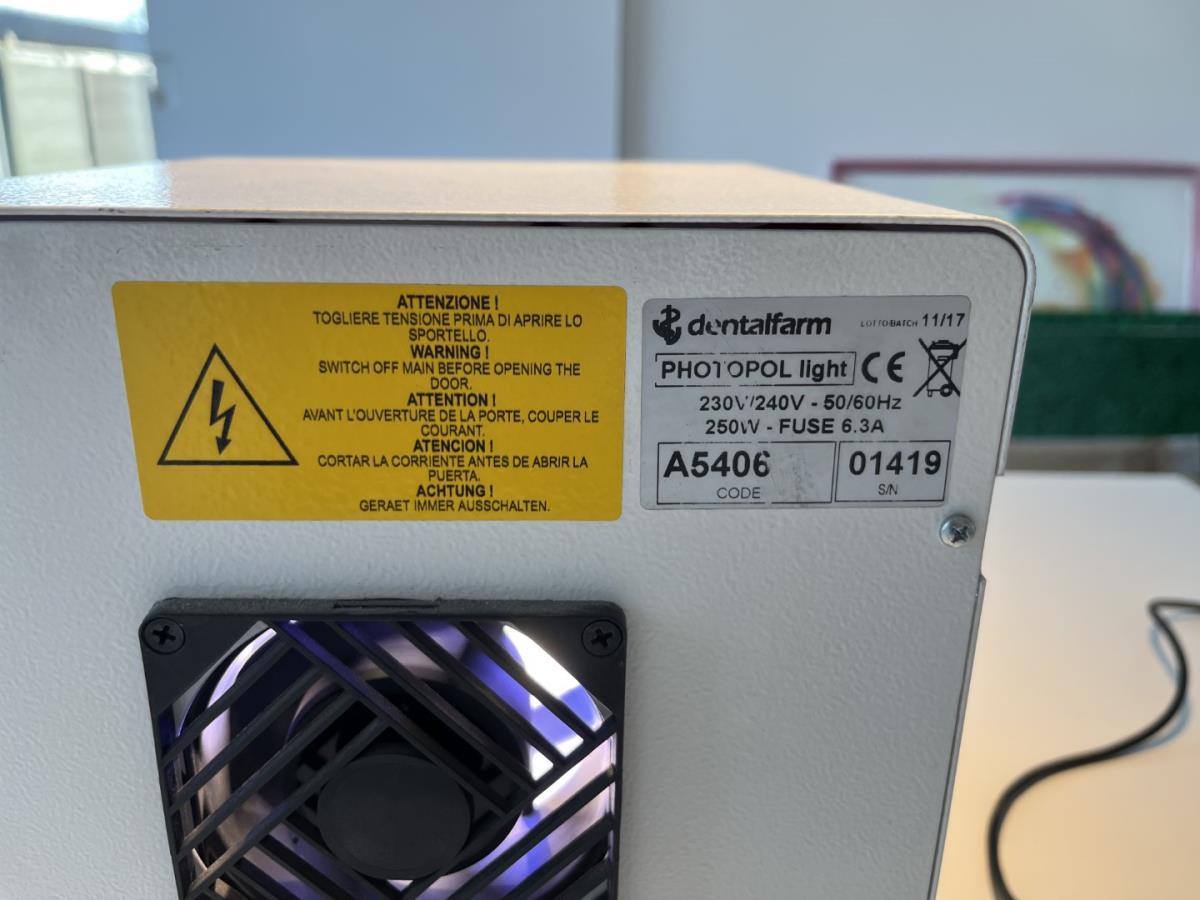 ATTENZIONE !
TOGLIERE TENSIONE PRIMA DI APRIRE LO
SPORTELLO.
WARNING !
SWITCH OFF MAIN BEFORE OPENING THE
DOOR.
ATTENTION !
AVANT L'OUVERTURE DE LA PORTE, COUPER LE
COURANT.
ATENCION !
CORTAR LA CORRIENTE ANTES DE ABRIR LA
PUERTA.
ACHTUNG !
GERAET IMMER AUSSCHALTEN.
dentalfarm LOTTO/BATCH 11/17
PHOTOPOL light CE
230V/240V - 50/60Hz
250W - FUSE 6.3A
A5406 01419
CODE S/N